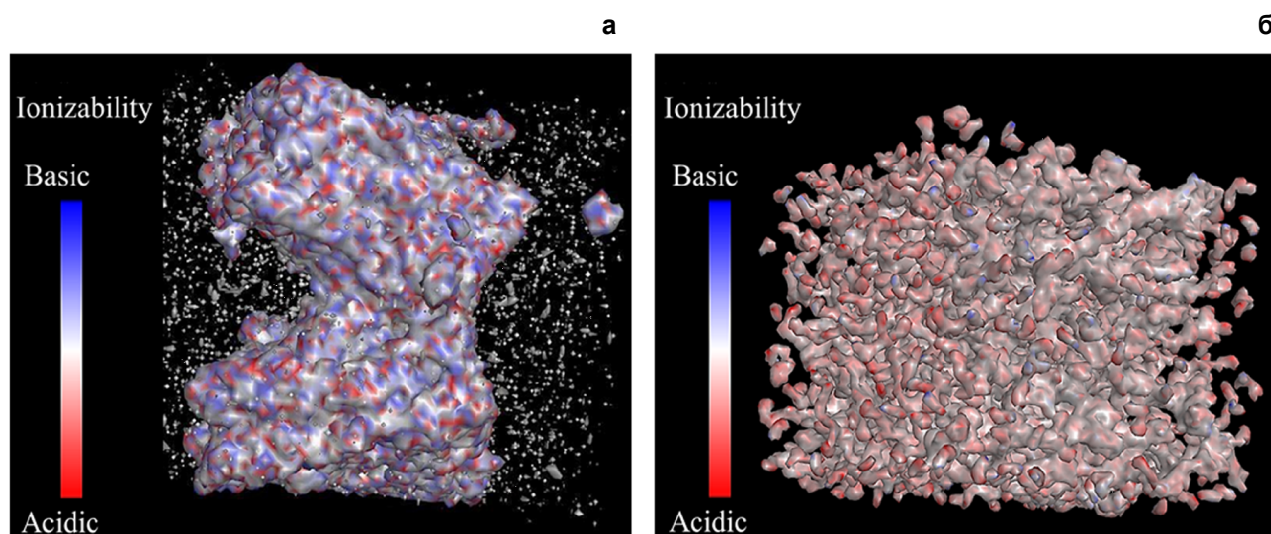 а
Ionizability
Basic
Acidic
б
Ionizability
Basic
Acidic